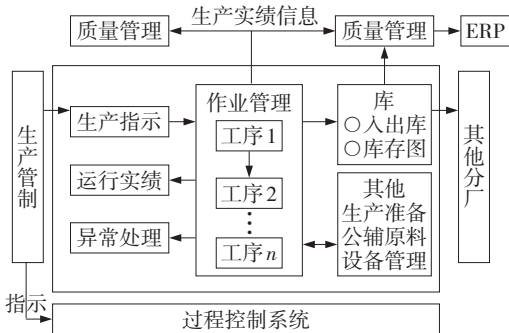 生产实绩信息
质量管理
质量管理
ERP
生产管制
生产指示
运行实绩
异常处理
作业管理
工序1
工序2
⋮
工序n
库
○入出库
○库存图
其他
生产准备
公辅原料
设备管理
其他分厂
指示
过程控制系统